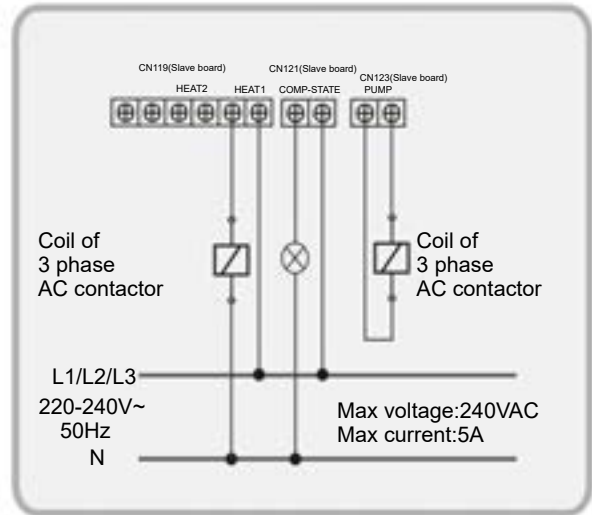 CN119(Slave board)
CN121(Slave board)
CN123(Slave board)
HEAT2
HEAT1
COMP-STATE
PUMP
Coil of
3 phase
AC contactor
Coil of
3 phase
AC contactor
L1/L2/L3
220-240V~
50Hz
N
Max voltage:240VAC
Max current:5A